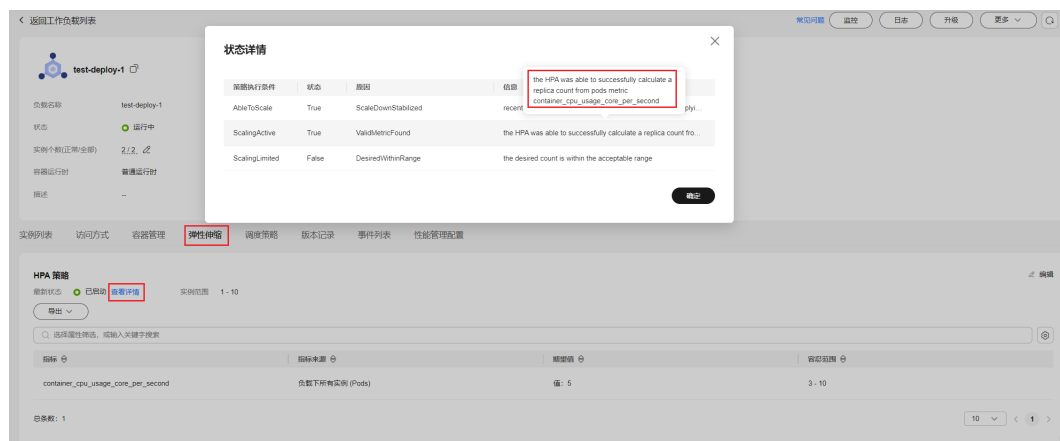 返回工作负载列表
常见问题 监控 日志 升级 更多
test-deploy-1
负载名称 test-deploy-1
状态 运行中
实例个数(正常/全部) 2 / 2
容器运行时 普通运行时
描述 --
状态详情
策略执行条件 状态 原因 信息
the HPA was able to successfully calculate a
replica count from pods metric
container_cpu_usage_core_per_second
AbleToScale True ScaleDownStabilized recent plyi...
ScalingActive True ValidMetricFound the HPA was able to successfully calculate a replica count fro...
ScalingLimited False DesiredWithinRange the desired count is within the acceptable range
确定
实例列表 访问方式 容器管理 弹性伸缩 调度策略 版本记录 事件列表 性能管理配置
HPA 策略 编辑
最新状态 已启动 查看详情 实例范围 1 - 10
导出
选择属性筛选，或输入关键字搜索
指标 指标来源 期望值 容忍范围
container_cpu_usage_core_per_second 负载下所有实例 (Pods) 值：5 3 - 10
总条数：1 10 1